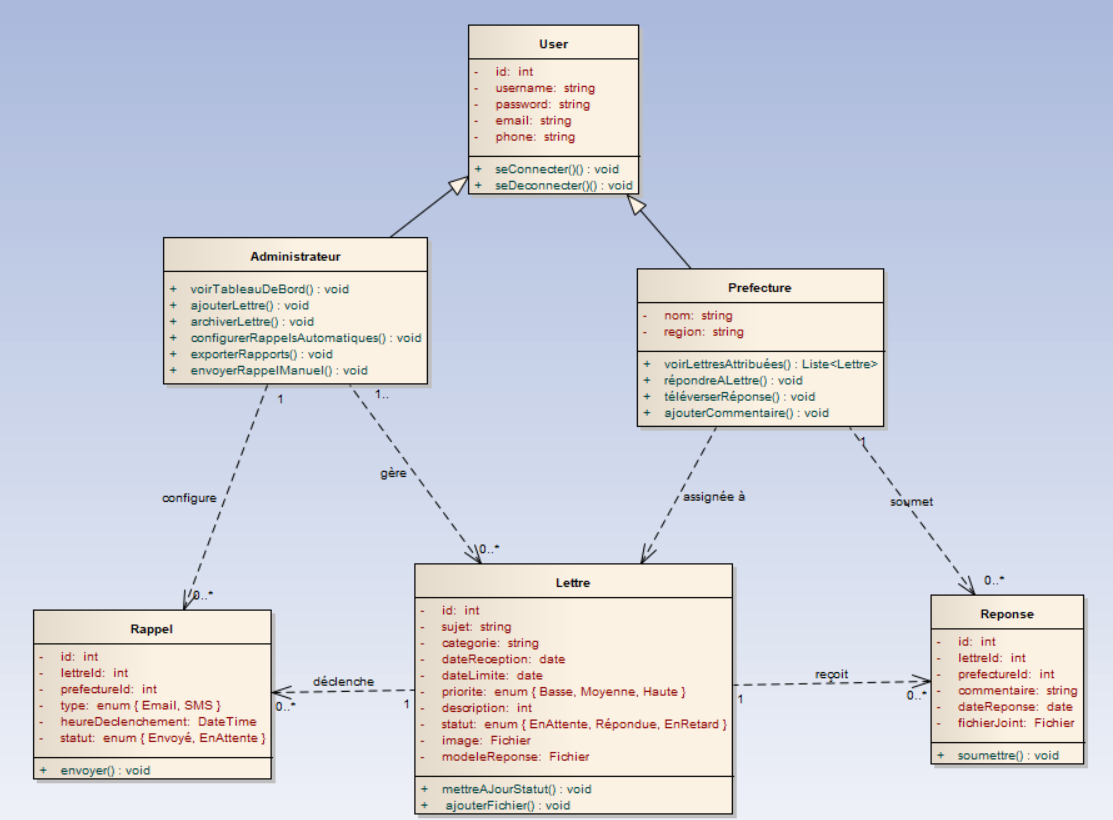 User
- id: int
- username: string
- password: string
- email: string
- phone: string
+ seConnecter()() : void
+ seDeconnecter()() : void
Administrateur
+ voirTableauDeBord() : void
+ ajouterLettre() : void
+ archiverLettre() : void
+ configurerRappelsAutomatiques() : void
+ exporterRapports() : void
+ envoyerRappelManuel() : void
Prefecture
- nom: string
- region: string
+ voirLettresAttribuées() : Liste<Lettre>
+ répondreALettre() : void
+ téléverserRéponse() : void
+ ajouterCommentaire() : void
1
1..
1
configure
gère
assignée à
soumet
0..*
0..*
0..*
Rappel
- id: int
- lettreId: int
- prefectureId: int
- type: enum { Email, SMS }
- heureDeclenchement: DateTime
- statut: enum { Envoyé, EnAttente }
+ envoyer() : void
déclenche
0..*
1
Lettre
- id: int
- sujet: string
- categorie: string
- dateReception: date
- dateLimite: date
- priorite: enum { Basse, Moyenne, Haute }
- description: int
- statut: enum { EnAttente, Répondue, EnRetard }
- image: Fichier
- modeleReponse: Fichier
+ mettreAJourStatut() : void
+ ajouterFichier() : void
reçoit
1
0..*
Reponse
- id: int
- lettreId: int
- prefectureId: int
- commentaire: string
- dateReponse: date
- fichierJoint: Fichier
+ soumettre() : void